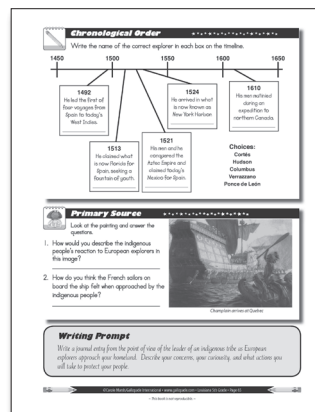 Chronological Order
Write the name of the correct explorer in each box on the timeline.
1450 1500 1550 1600 1650
1492
He led the first of
four voyages from
Spain to today's
West Indies.
1513
He claimed what
is now Florida for
Spain seeking a
fountain of youth.
1521
His men and he
conquered the
Aztec Empire and
claimed today's
Mexico for Spain.
1524
He arrived in what
is now known as
New York Harbor.
1610
His men mutinied
during an
expedition to
northern Canada.
Choices:
Cortés
Hudson
Columbus
Verrazzano
Ponce de León
Primary Source
Look at the painting and answer the
questions.
1. How would you describe the indigenous
people's reaction to European explorers in
this image?
2. How do you think the French sailors on
board the ship felt when approached by the
indigenous people?
Champlain arrives at Quebec
Writing Prompt
Write a journal entry from the point of view of the leader of an indigenous tribe as European
explorers approach your homeland. Describe your concerns, your curiosity, and what actions you
will take to protect your people.